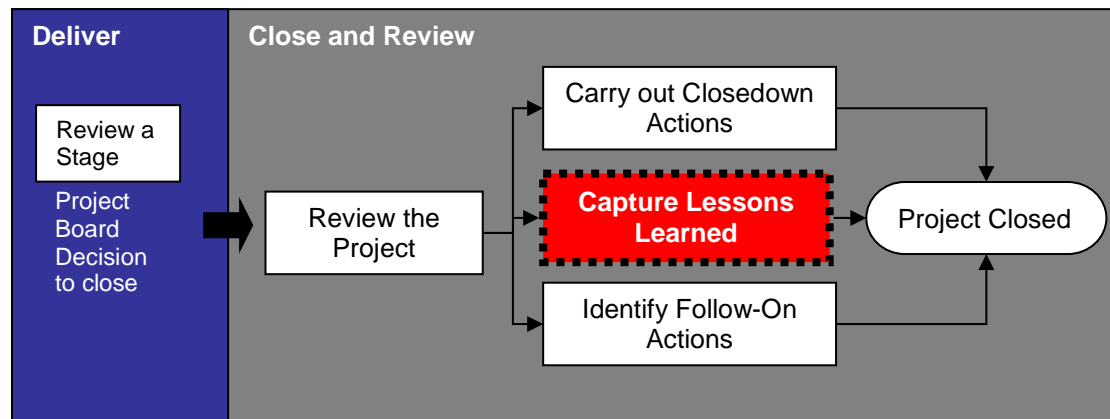 Deliver
Close and Review
Review a
Stage
Project
Board
Decision
to close
Review the
Project
Carry out Closedown
Actions
Capture Lessons
Learned
Identify Follow-On
Actions
Project Closed